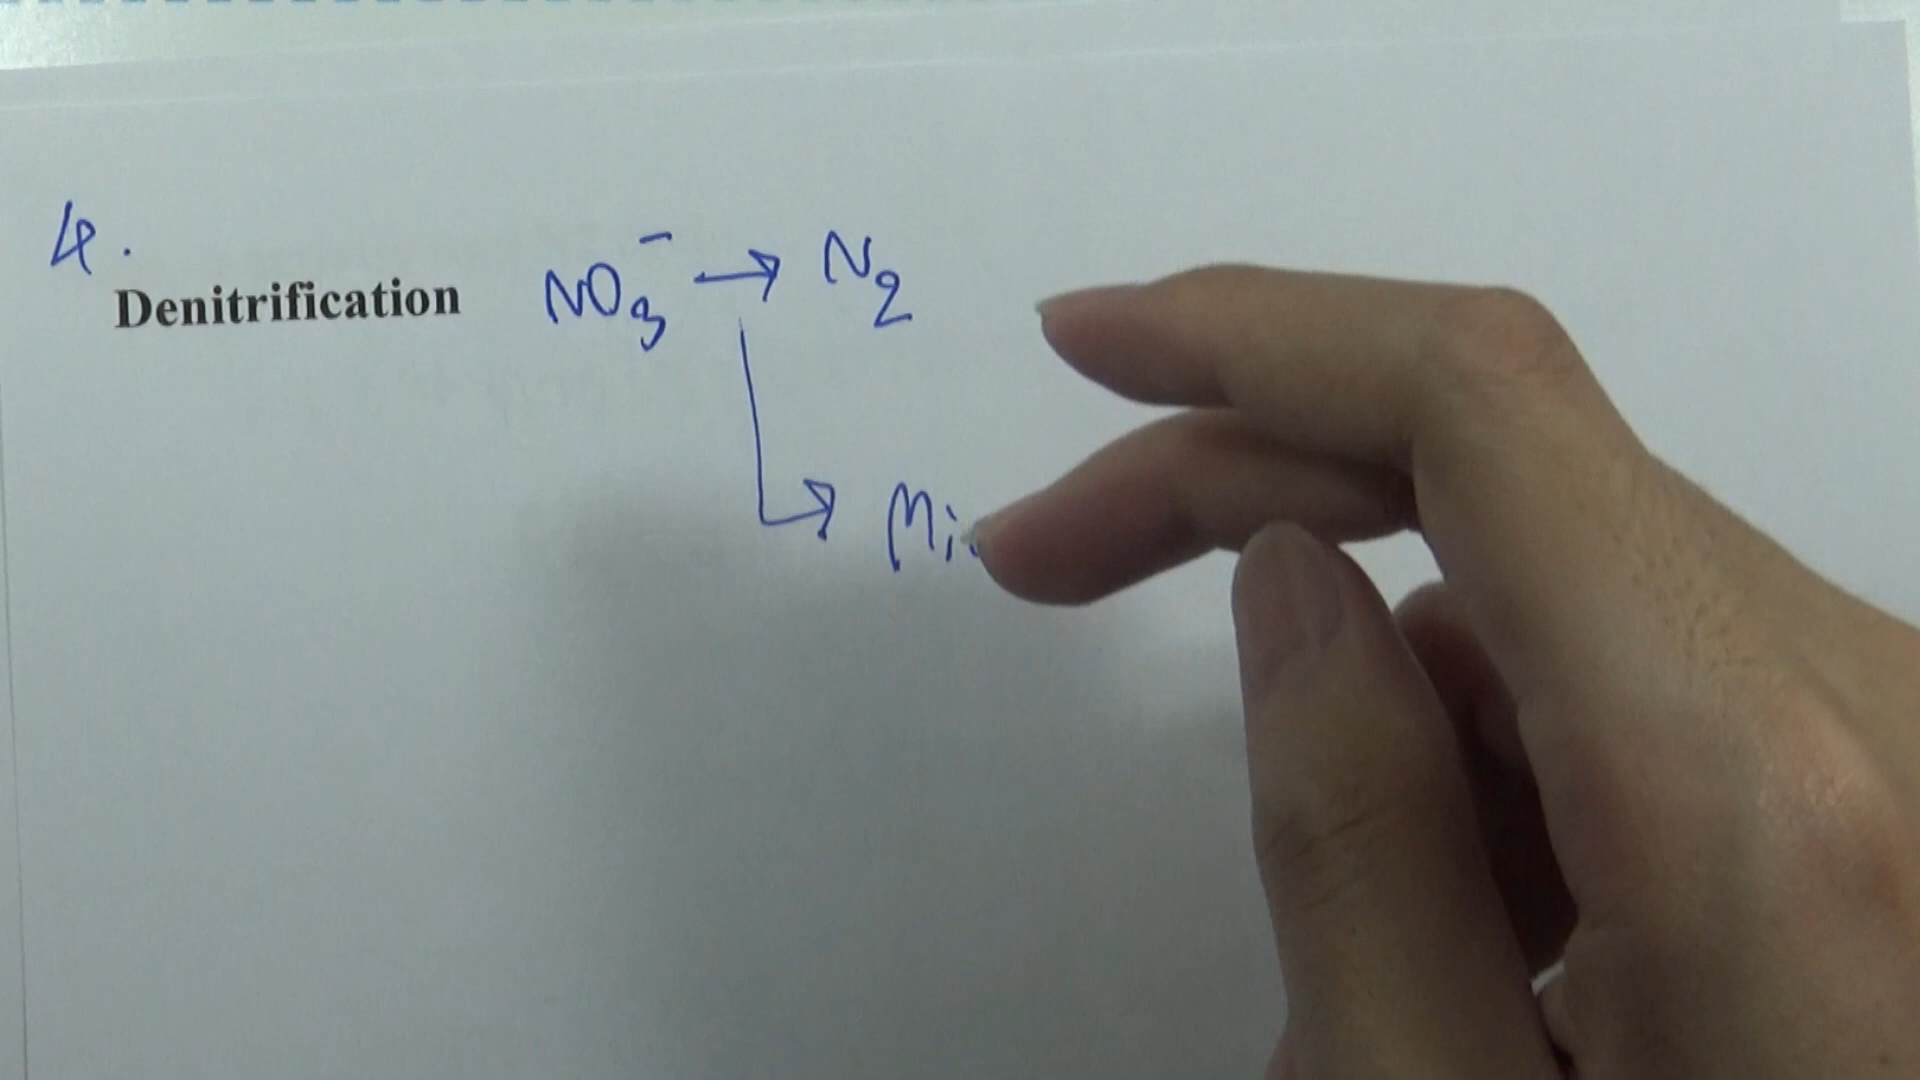 4.
Denitrification NO₃⁻ → N₂
↳ Mi